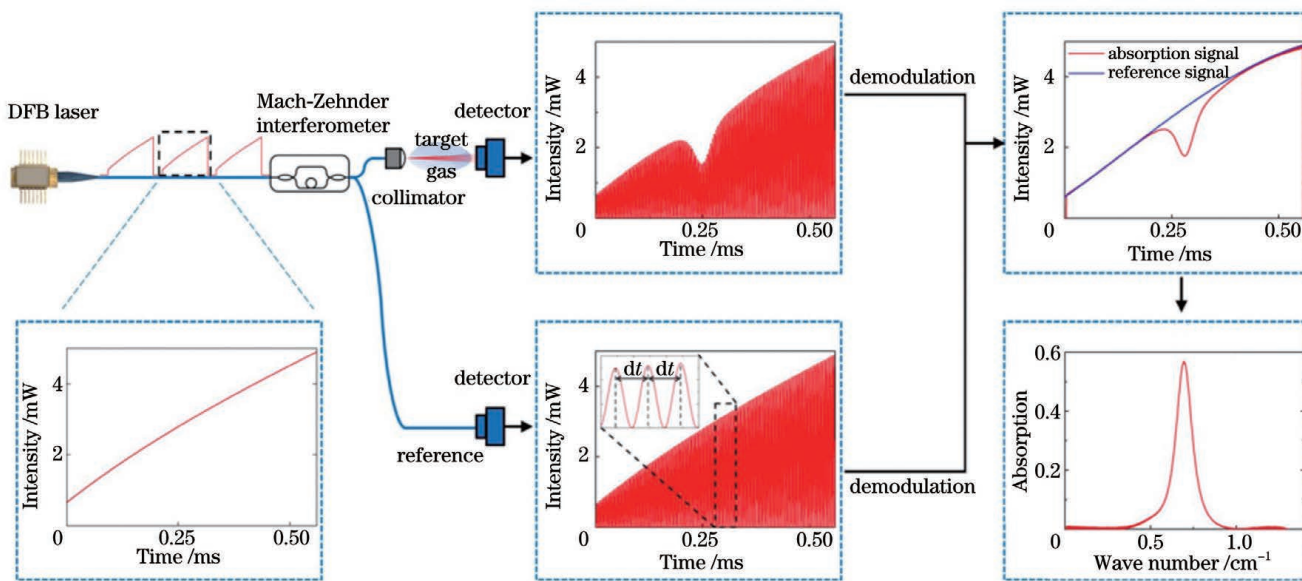 DFB laser
Mach-Zehnder
interferometer
target
gas
collimator
detector
Intensity /mW
4
2
0
0.25
0.50
Time /ms
demodulation
absorption signal
reference signal
Intensity /mW
4
2
0
0.25
0.50
Time /ms
Intensity /mW
4
2
0
0.25
0.50
Time /ms
detector
reference
dt
dt
Intensity /mW
4
2
0
0.25
0.50
Time /ms
demodulation
Absorption
0.6
0.4
0.2
0
0.5
1.0
Wave number /cm⁻¹